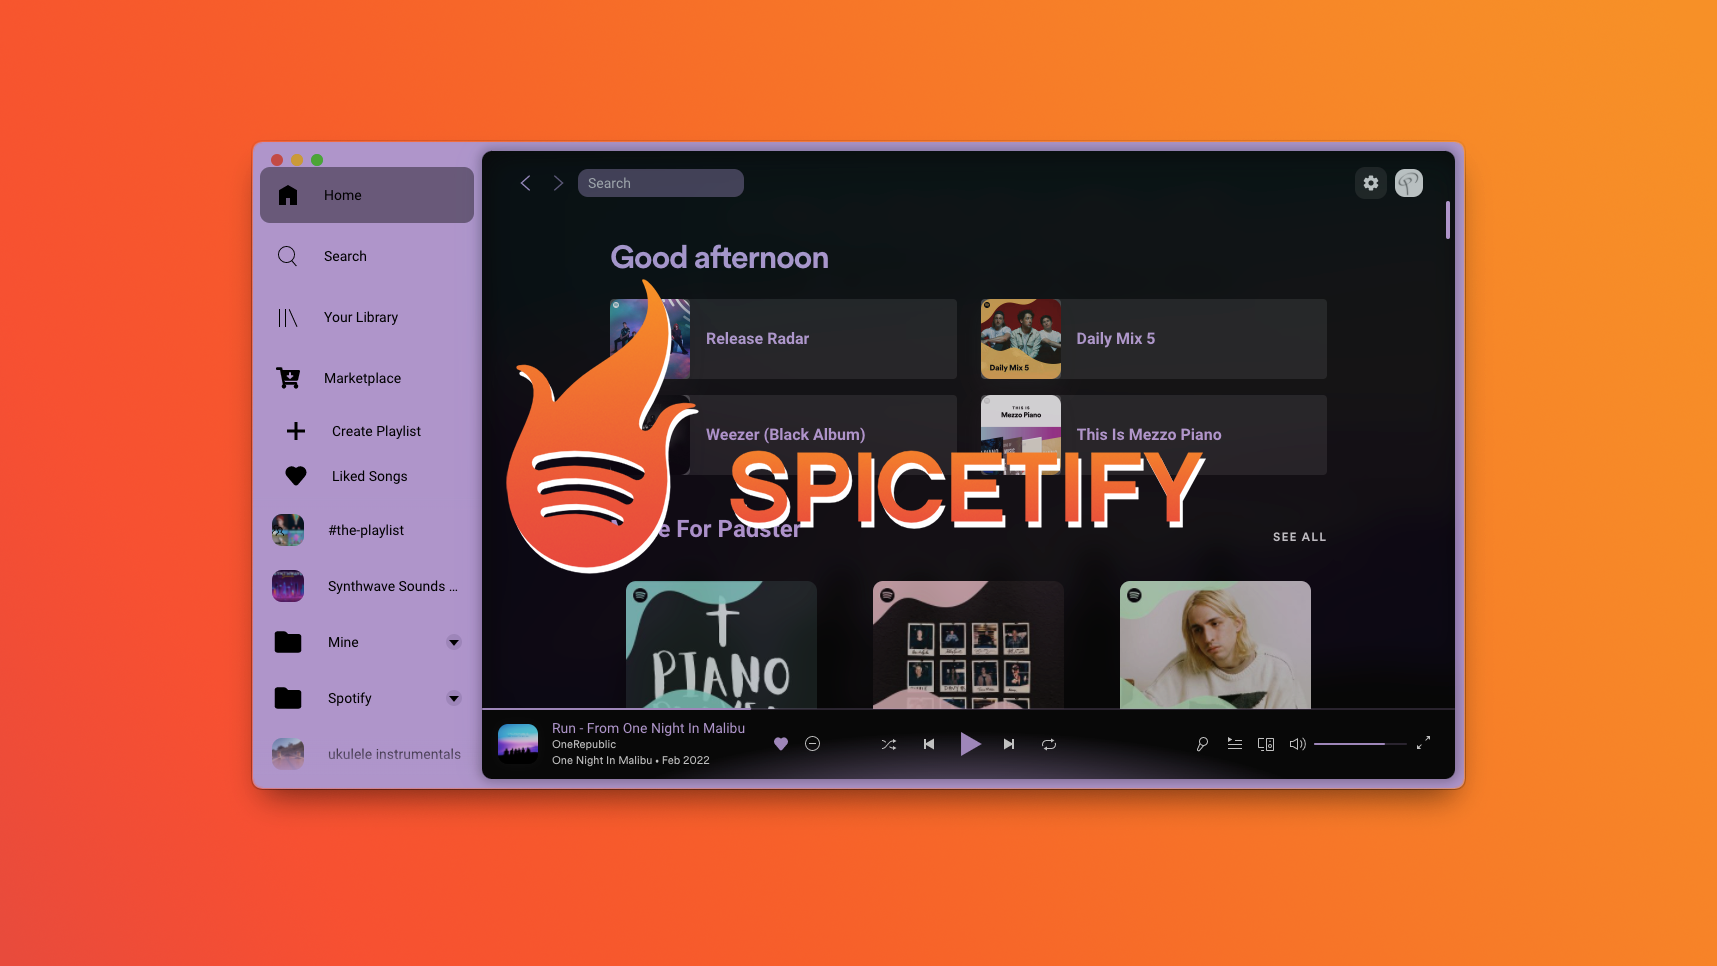 Home
Search
Your Library
Marketplace
Create Playlist
Liked Songs
#the-playlist
Synthwave Sounds ...
Mine
Spotify
ukulele instrumentals
Search
Good afternoon
Release Radar
Daily Mix 5
Daily Mix 5
Weezer (Black Album)
THIS IS
Mezzo Piano
This Is Mezzo Piano
SPICETIFY
For Padster
SEE ALL
PIANO
Run - From One Night In Malibu
OneRepublic
One Night In Malibu • Feb 2022